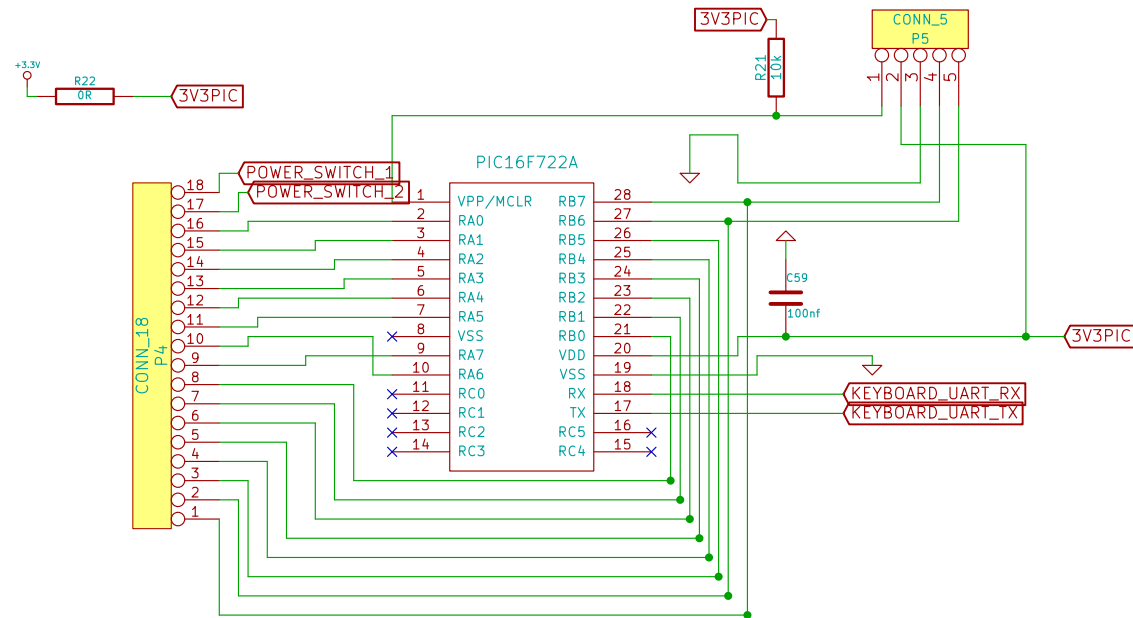 3V3PIC
CONN_5
P5
R21
10k
1
2
3
4
5
+3.3V
R22
0R
3V3PIC
PIC16F722A
POWER_SWITCH_1
POWER_SWITCH_2
CONN_18
P4
18
17
16
15
14
13
12
11
10
9
8
7
6
5
4
3
2
1
1 VPP/MCLR RB7 28
2 RA0 RB6 27
3 RA1 RB5 26
4 RA2 RB4 25
5 RA3 RB3 24
6 RA4 RB2 23
7 RA5 RB1 22
8 VSS RB0 21
9 RA7 VDD 20
10 RA6 VSS 19
11 RC0 RX 18
12 RC1 TX 17
13 RC2 RC5 16
14 RC3 RC4 15
C59
100nf
3V3PIC
KEYBOARD_UART_RX
KEYBOARD_UART_TX